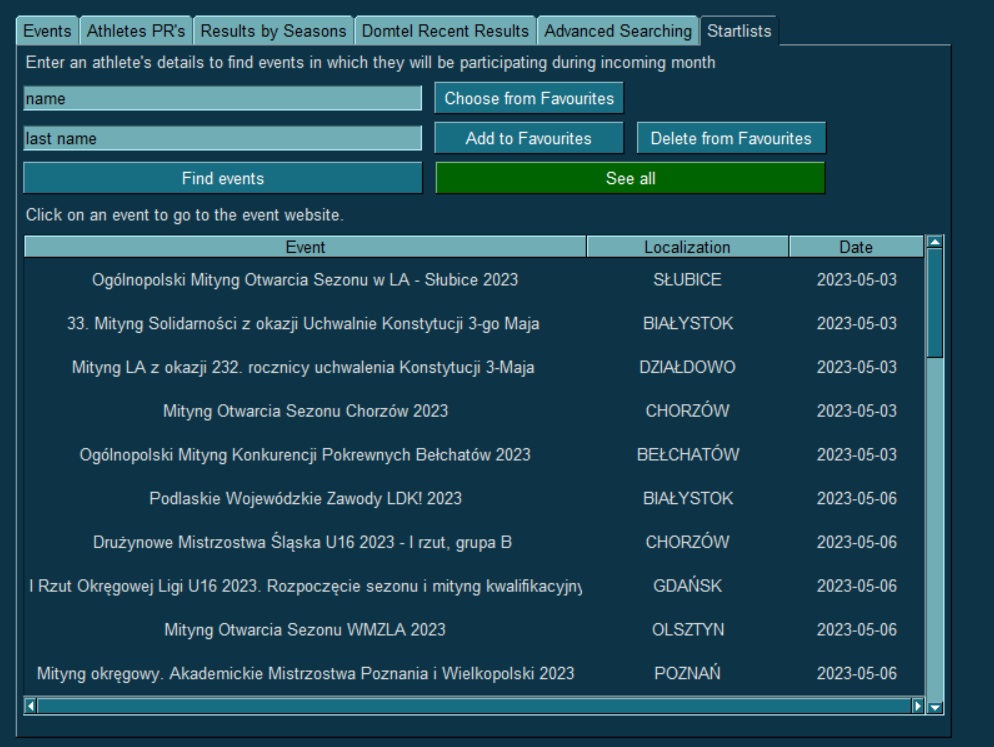 Events Athletes PR's Results by Seasons Domtel Recent Results Advanced Searching Startlists
Enter an athlete's details to find events in which they will be participating during incoming month
name Choose from Favourites
last name Add to Favourites Delete from Favourites
Find events See all
Click on an event to go to the event website.
Event Localization Date
Ogólnopolski Mityng Otwarcia Sezonu w LA - Słubice 2023 SŁUBICE 2023-05-03
33. Mityng Solidarności z okazji Uchwalnie Konstytucji 3-go Maja BIAŁYSTOK 2023-05-03
Mityng LA z okazji 232. rocznicy uchwalenia Konstytucji 3-Maja DZIAŁDOWO 2023-05-03
Mityng Otwarcia Sezonu Chorzów 2023 CHORZÓW 2023-05-03
Ogólnopolski Mityng Konkurencji Pokrewnych Bełchatów 2023 BEŁCHATÓW 2023-05-03
Podlaskie Wojewódzkie Zawody LDK! 2023 BIAŁYSTOK 2023-05-06
Drużynowe Mistrzostwa Śląska U16 2023 - I rzut, grupa B CHORZÓW 2023-05-06
I Rzut Okręgowej Ligi U16 2023. Rozpoczęcie sezonu i mityng kwalifikacyjny GDAŃSK 2023-05-06
Mityng Otwarcia Sezonu WMZLA 2023 OLSZTYN 2023-05-06
Mityng okręgowy. Akademickie Mistrzostwa Poznania i Wielkopolski 2023 POZNAŃ 2023-05-06